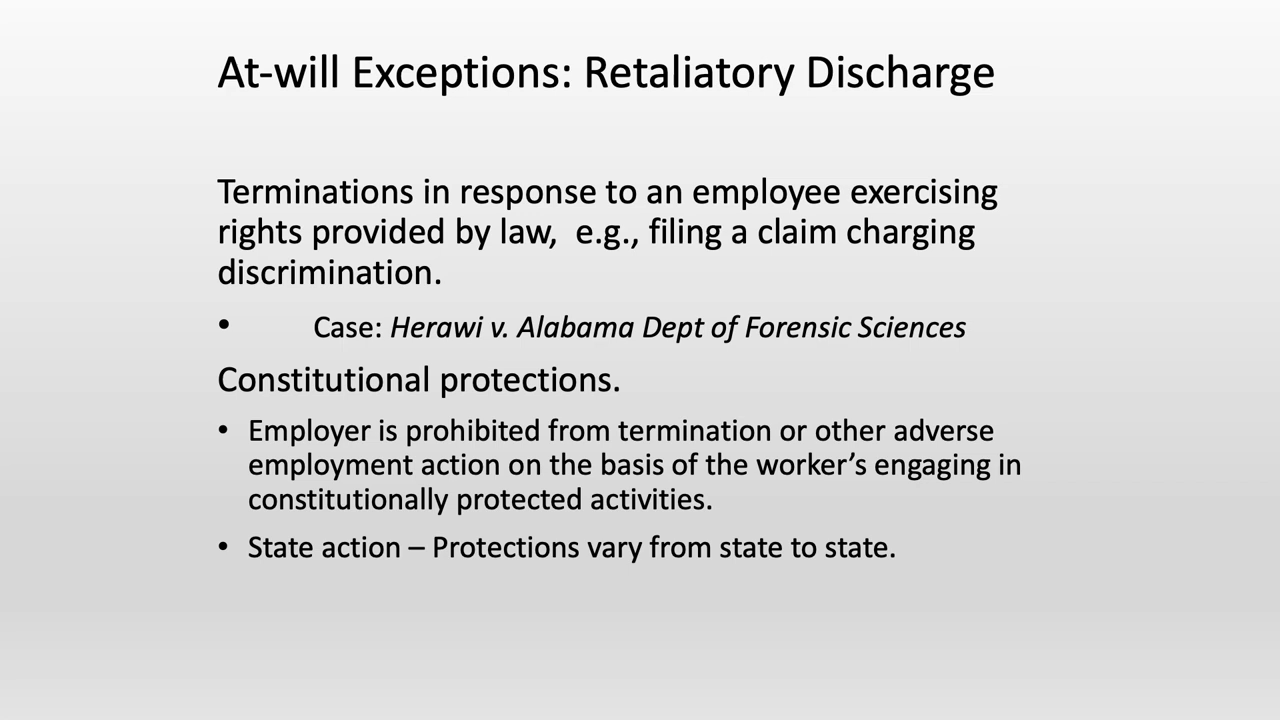 At-will Exceptions: Retaliatory Discharge
Terminations in response to an employee exercising
rights provided by law,  e.g., filing a claim charging
discrimination.
• Case: Herawi v. Alabama Dept of Forensic Sciences
Constitutional protections.
• Employer is prohibited from termination or other adverse
employment action on the basis of the worker’s engaging in
constitutionally protected activities.
• State action – Protections vary from state to state.